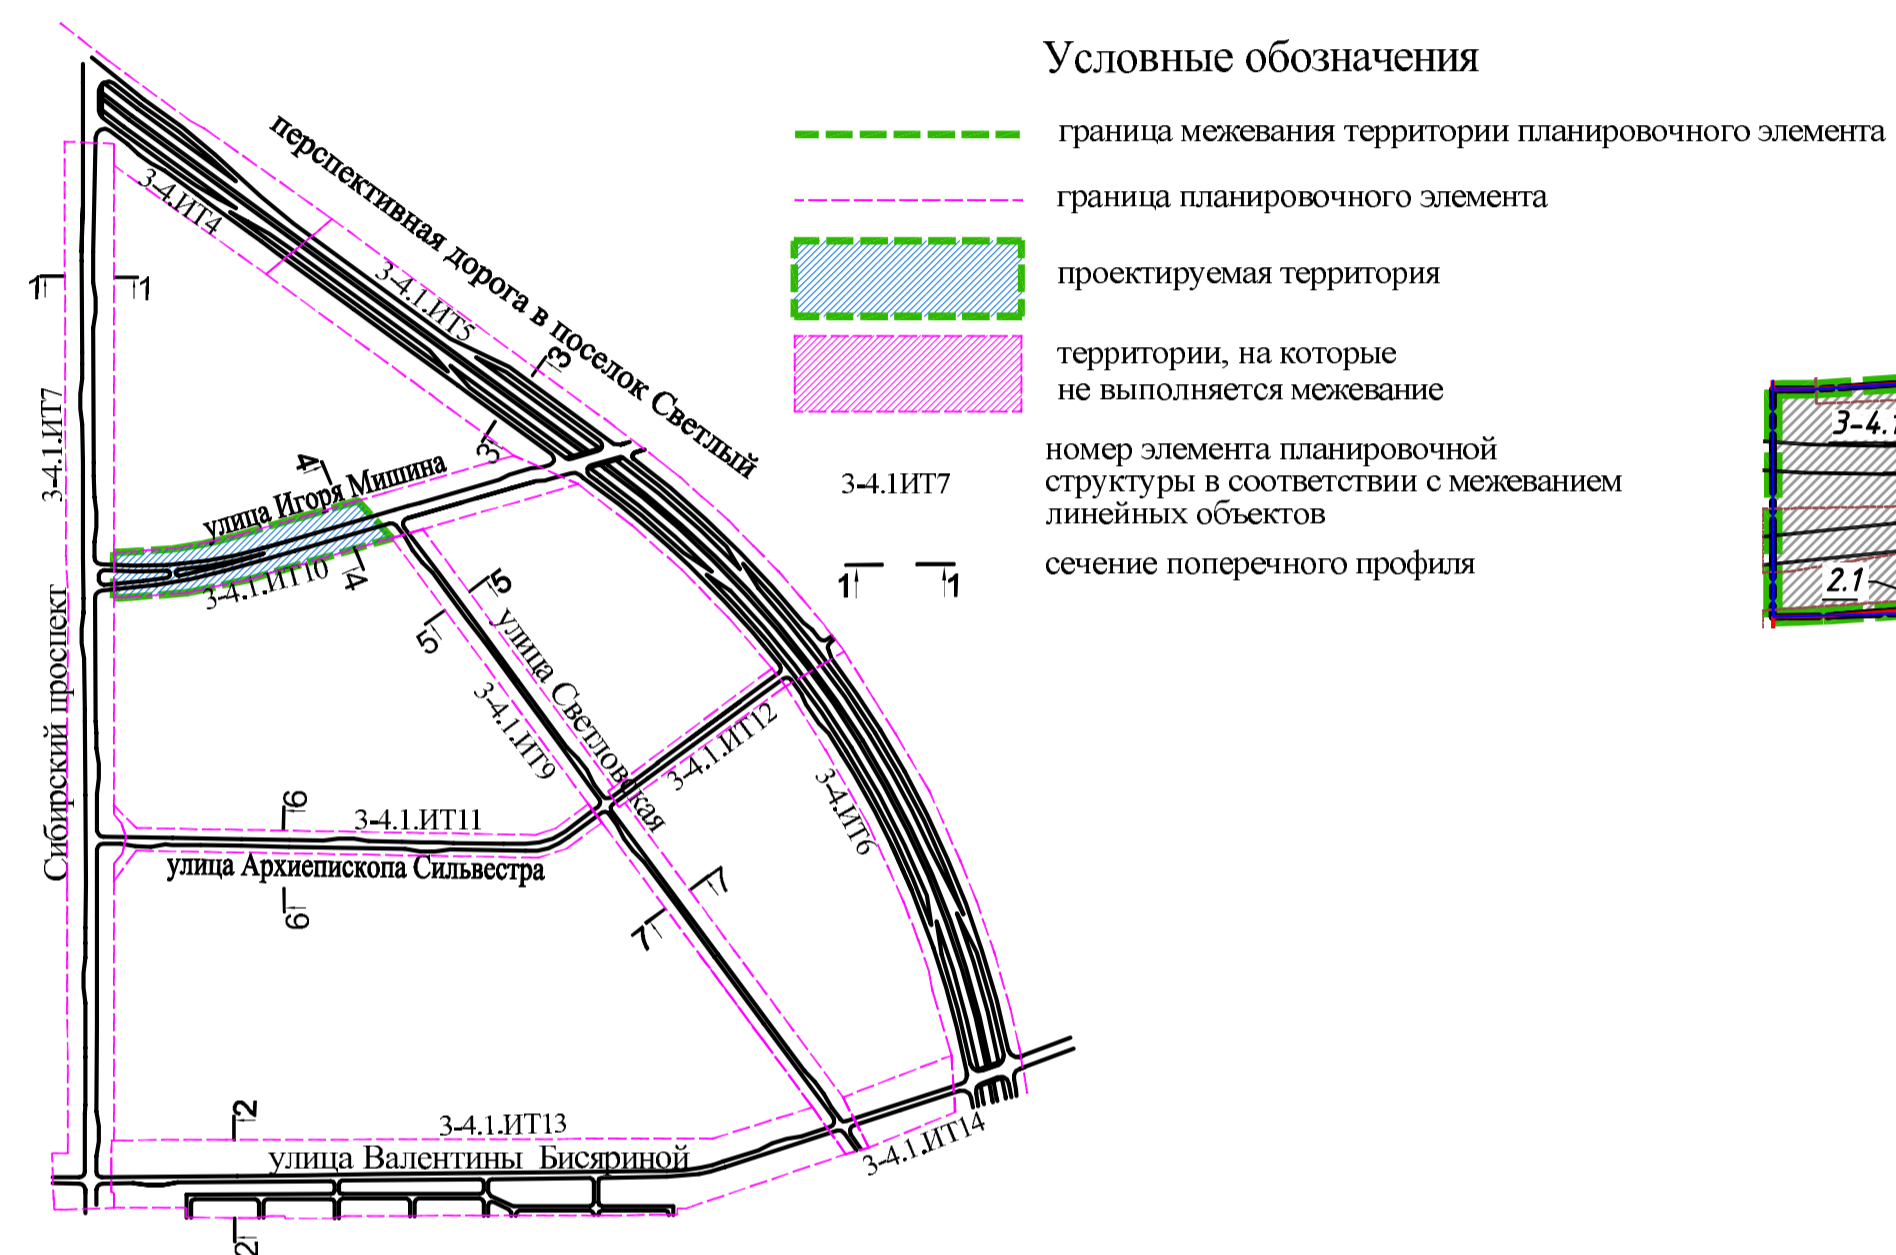 Условные обозначения
граница межевания территории планировочного элемента
граница планировочного элемента
проектируемая территория
территории, на которые
не выполняется межевание
3-4.1ИТ7
номер элемента планировочной
структуры в соответствии с межеванием
линейных объектов
1 1
сечение поперечного профиля
перспективная дорога в поселок Светлый
3-4.ИТ4
3-4.1.ИТ5
1 1
3
3
3-4.1.ИТ7
4
улица Игоря Мишина
3-4.1.ИТ10
4
5
5
улица Светловская
3-4.1.ИТ9
3-4.1.ИТ12
3-4.ИТ6
Сибирский проспект
6
3-4.1.ИТ11
улица Архиепископа Сильвестра
6
7
7
2
3-4.1.ИТ13
улица Валентины Бисяриной
3-4.1.ИТ14
2
2.1